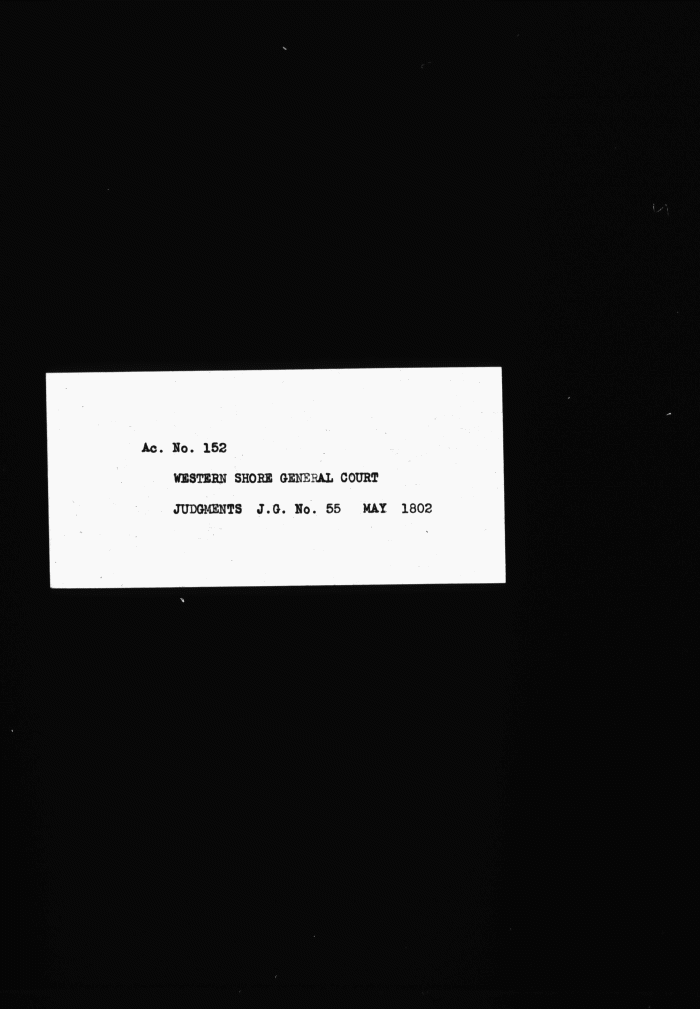 Ac. No. 152
WESTERN SHORE GENERAL COURT
JUDGMENTS J.G. No. 55 MAY 1802